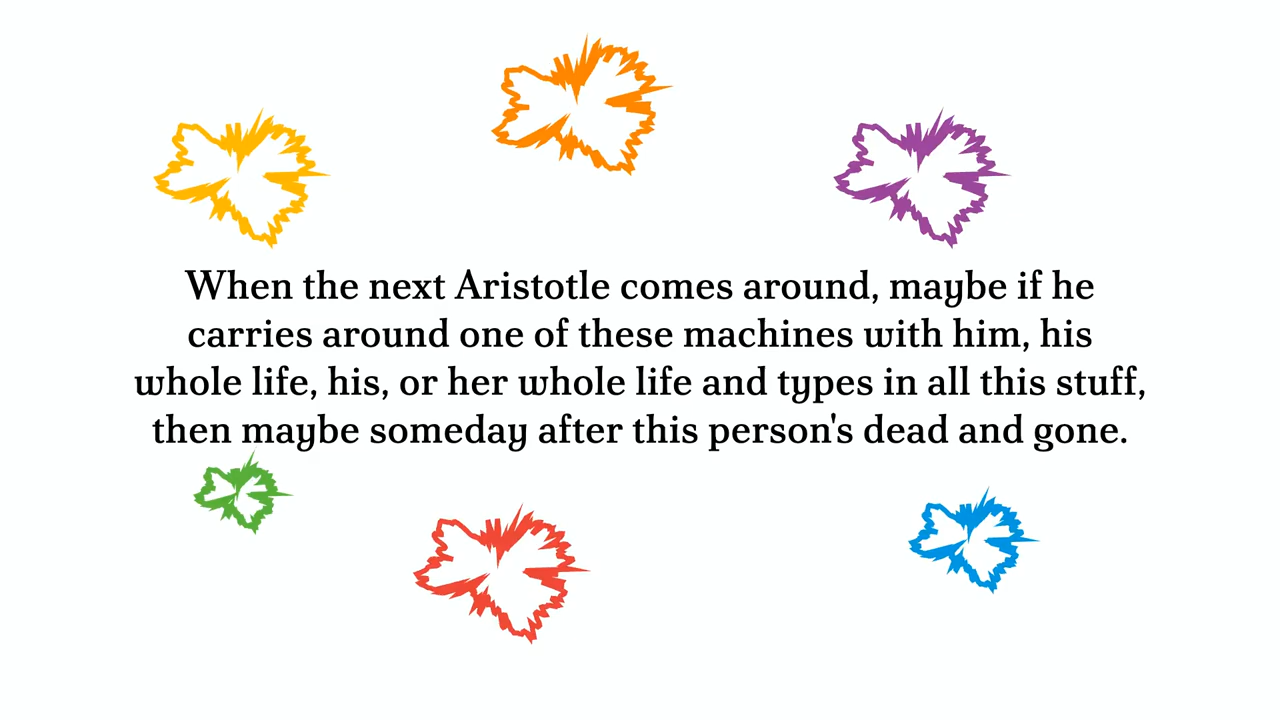 When the next Aristotle comes around, maybe if he
carries around one of these machines with him, his
whole life, his, or her whole life and types in all this stuff,
then maybe someday after this person's dead and gone.